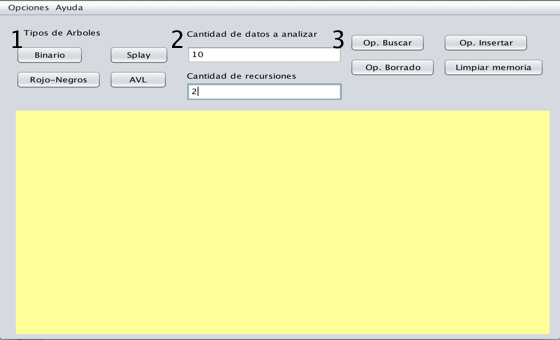 Opciones Ayuda
1 Tipos de Arboles
Binario
Splay
Rojo-Negros
AVL
2 Cantidad de datos a analizar
10
Cantidad de recursiones
2
3
Op. Buscar
Op. Insertar
Op. Borrado
Limpiar memoria